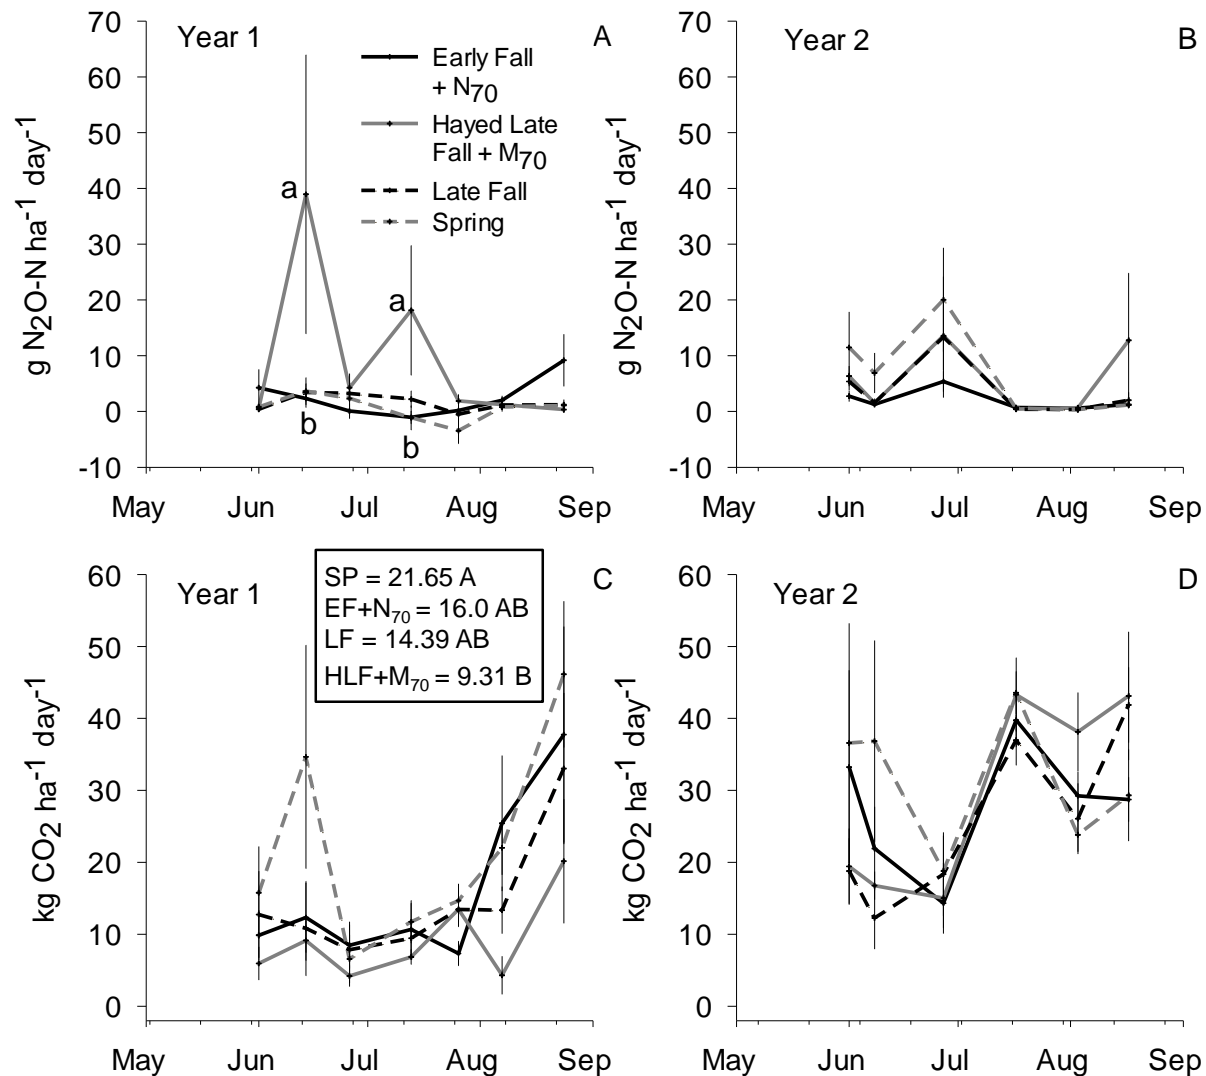 Year 1
A
Early Fall
+ N70
Hayed Late
Fall + M70
Late Fall
Spring
a
a
b
b
g N2O-N ha-1 day-1
70
60
50
40
30
20
10
0
-10
May Jun Jul Aug Sep
Year 2
B
g N2O-N ha-1 day-1
70
60
50
40
30
20
10
0
-10
May Jun Jul Aug Sep
Year 1
C
SP = 21.65 A
EF+N70 = 16.0 AB
LF = 14.39 AB
HLF+M70 = 9.31 B
kg CO2 ha-1 day-1
60
50
40
30
20
10
0
May Jun Jul Aug Sep
Year 2
D
kg CO2 ha-1 day-1
60
50
40
30
20
10
0
May Jun Jul Aug Sep